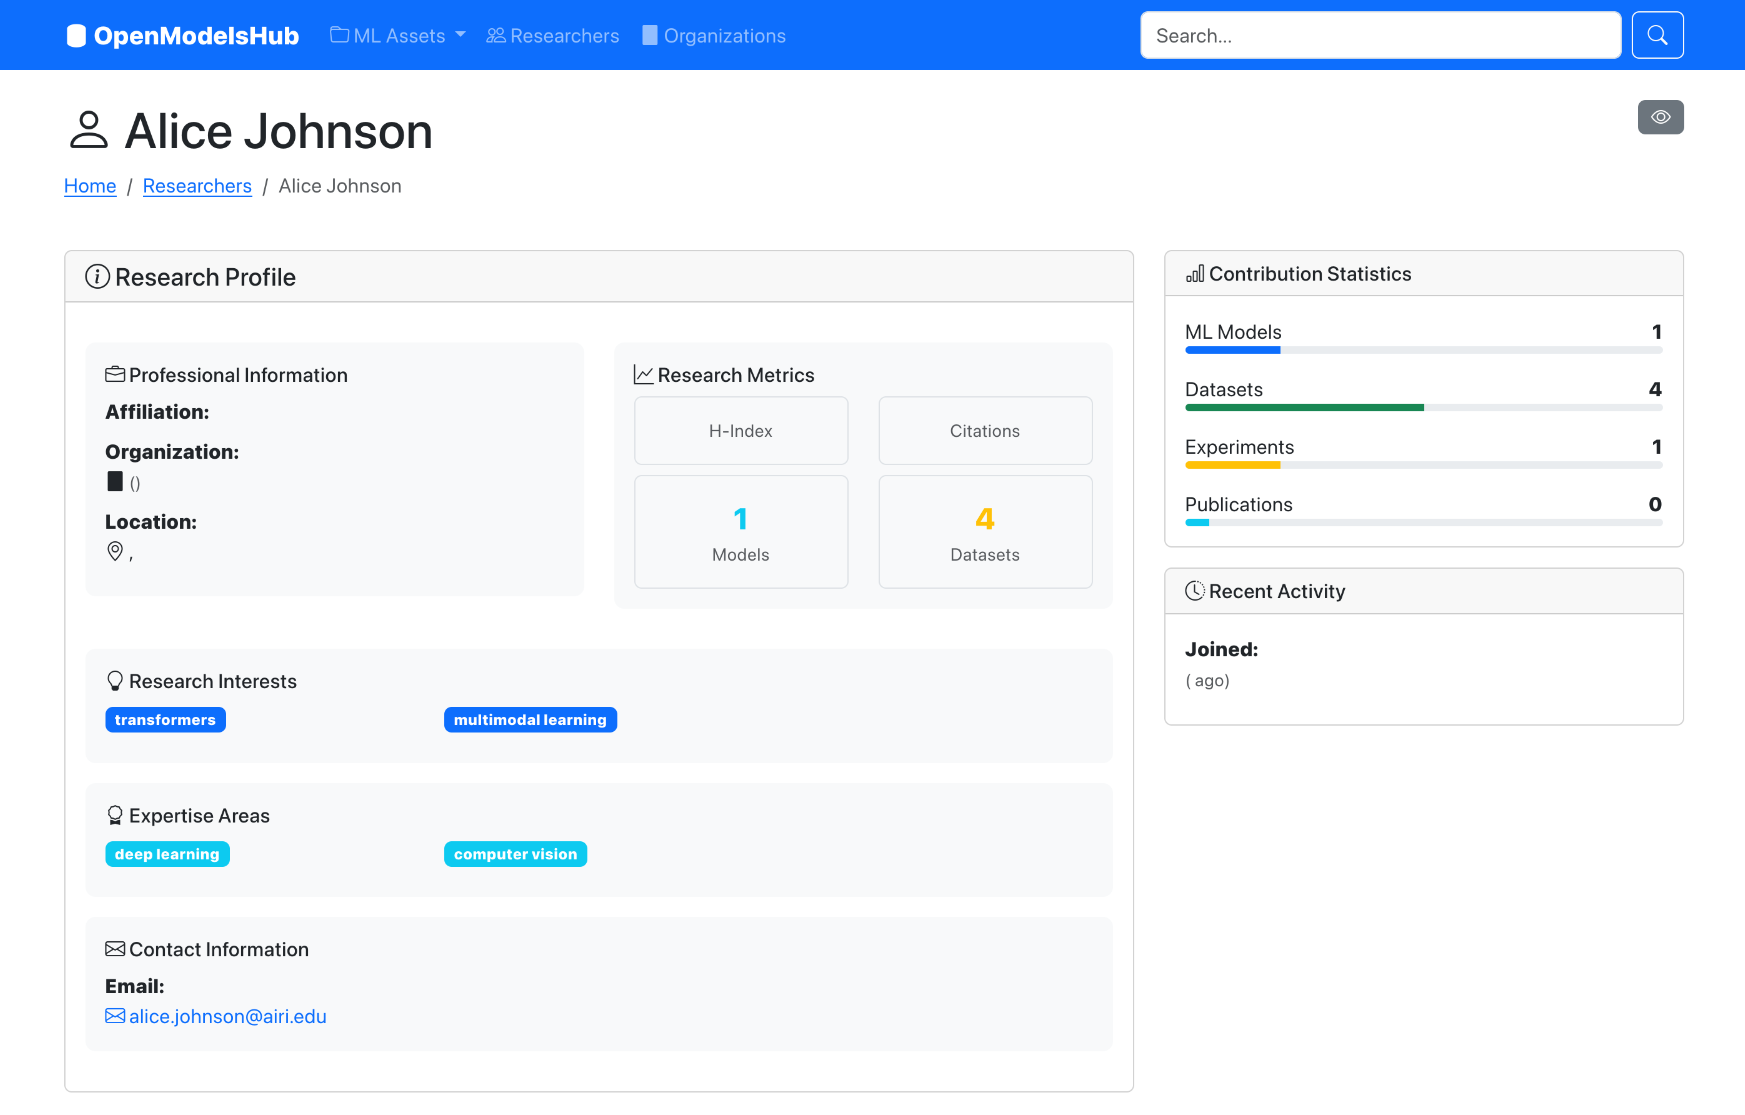 OpenModelsHub ML Assets Researchers Organizations Search...
Alice Johnson
Home / Researchers / Alice Johnson
Research Profile
Professional Information
Affiliation:
Organization:
()
Location:
,
Research Metrics
H-Index
Citations
1
Models
4
Datasets
Research Interests
transformers multimodal learning
Expertise Areas
deep learning computer vision
Contact Information
Email:
alice.johnson@airi.edu
Contribution Statistics
ML Models 1
Datasets 4
Experiments 1
Publications 0
Recent Activity
Joined:
( ago)